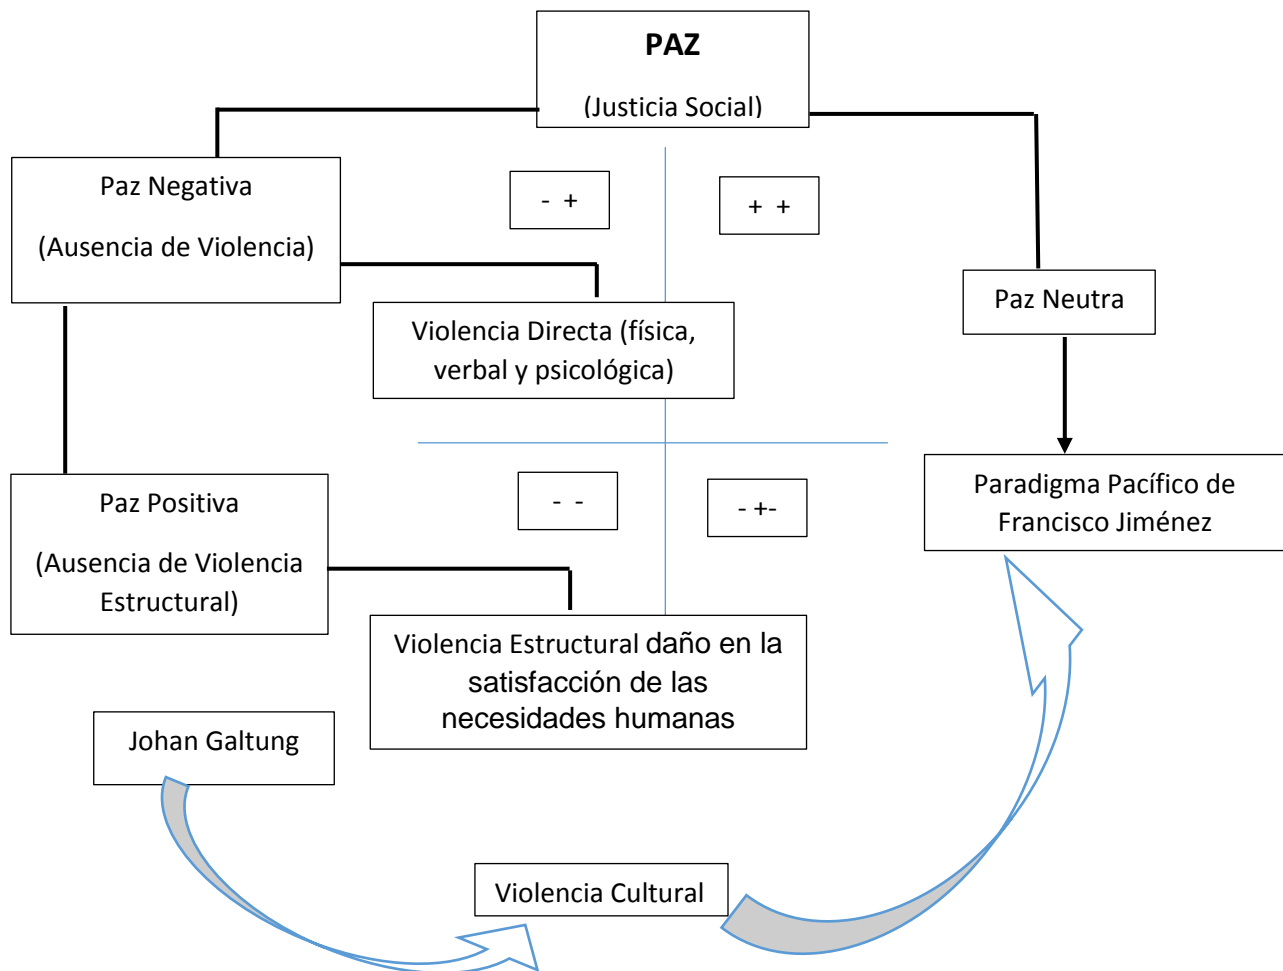 PAZ
(Justicia Social)
Paz Negativa
(Ausencia de Violencia)
- +
+ +
Paz Neutra
Violencia Directa (física,
verbal y psicológica)
Paz Positiva
(Ausencia de Violencia
Estructural)
- -
- +-
Paradigma Pacífico de
Francisco Jiménez
Violencia Estructural daño en la
satisfacción de las
necesidades humanas
Johan Galtung
Violencia Cultural